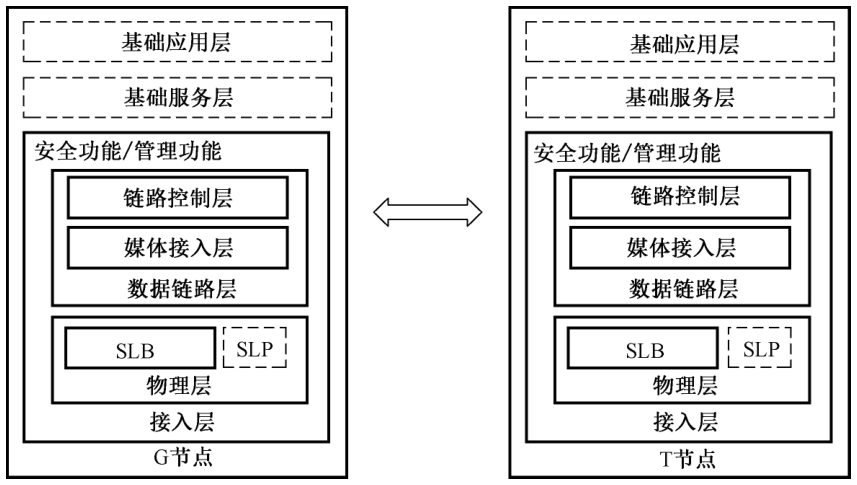 基础应用层
基础服务层
安全功能/管理功能
链路控制层
媒体接入层
数据链路层
SLB
SLP
物理层
接入层
G节点
基础应用层
基础服务层
安全功能/管理功能
链路控制层
媒体接入层
数据链路层
SLB
SLP
物理层
接入层
T节点